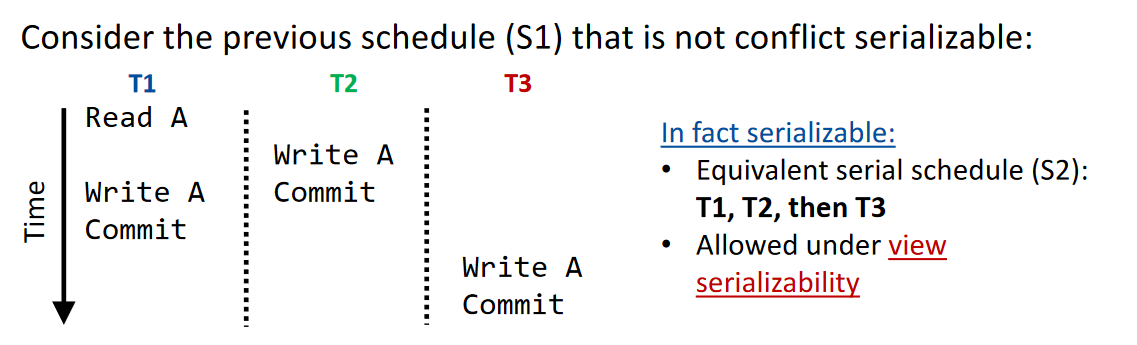 Consider the previous schedule (S1) that is not conflict serializable:
T1 T2 T3
Read A
Write A
Write A Commit
Commit
Write A
Commit
Time
In fact serializable:
• Equivalent serial schedule (S2):
T1, T2, then T3
• Allowed under view
serializability